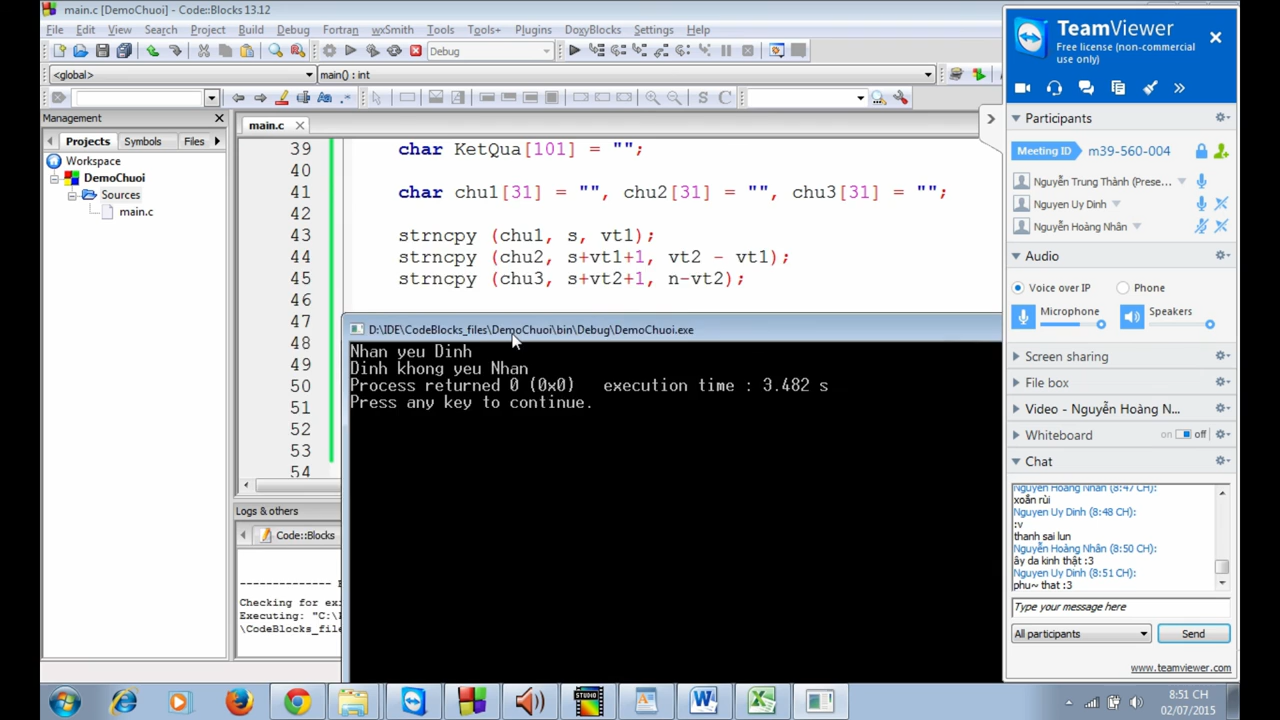 main.c [DemoChuoi] - Code::Blocks 13.12
File Edit View Search Project Build Debug Fortran wxSmith Tools Tools+ Plugins DoxyBlocks Settings Help
Debug
<global> main() : int
Management
Projects Symbols Files
Workspace
DemoChuoi
Sources
main.c
main.c
39 char KetQua[101] = "";
40
41 char chu1[31] = "", chu2[31] = "", chu3[31] = "";
42
43 strncpy (chu1, s, vt1);
44 strncpy (chu2, s+vt1+1, vt2 - vt1);
45 strncpy (chu3, s+vt2+1, n-vt2);
46
47
48
49
50
51
52
53
54
D:\IDE\CodeBlocks_files\DemoChuoi\bin\Debug\DemoChuoi.exe
Nhan yeu Dinh
Dinh khong yeu Nhan
Process returned 0 (0x0) execution time : 3.482 s
Press any key to continue.
Logs & others
Code::Blocks
Checking for
Executing: "C:\
TeamViewer
Free license (non-commercial
use only)
Participants
Meeting ID m39-560-004
Nguyễn Trung Thành (Prese...
Nguyen Uy Dinh
Nguyễn Hoàng Nhân
Audio
Voice over IP Phone
Microphone Speakers
Screen sharing
File box
Video - Nguyễn Hoàng N...
Whiteboard on off
Chat
Nguyễn Hoàng Nhân (8:47 CH):
xoắn rùi
Nguyen Uy Dinh (8:48 CH):
:v
thanh sai lun
Nguyễn Hoàng Nhân (8:50 CH):
ây da kinh thật :3
Nguyen Uy Dinh (8:51 CH):
phu~ that :3
Type your message here
All participants Send
www.teamviewer.com
STUDIO
8:51 CH
02/07/2015